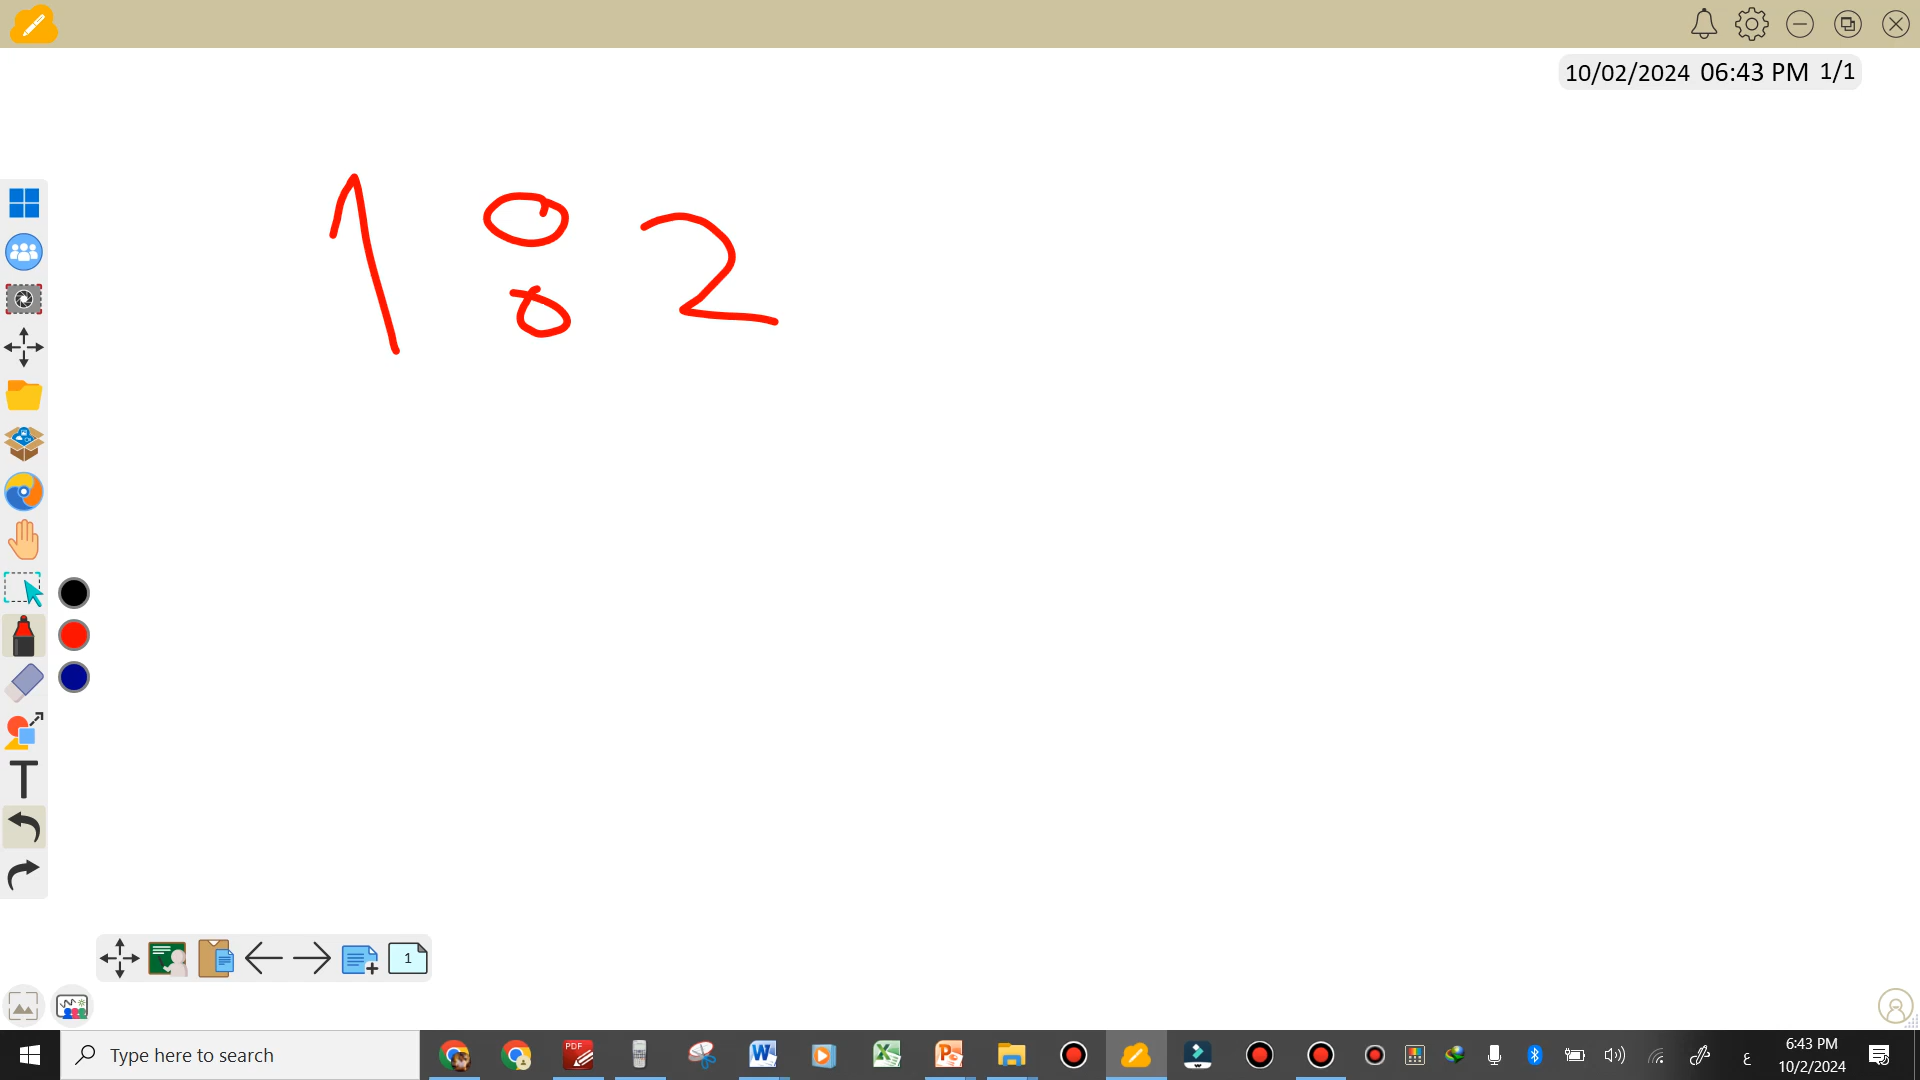 10/02/2024 06:43 PM 1/1
1 : 2
T
1
Type here to search
PDF
W
X
P
ع
6:43 PM
10/2/2024